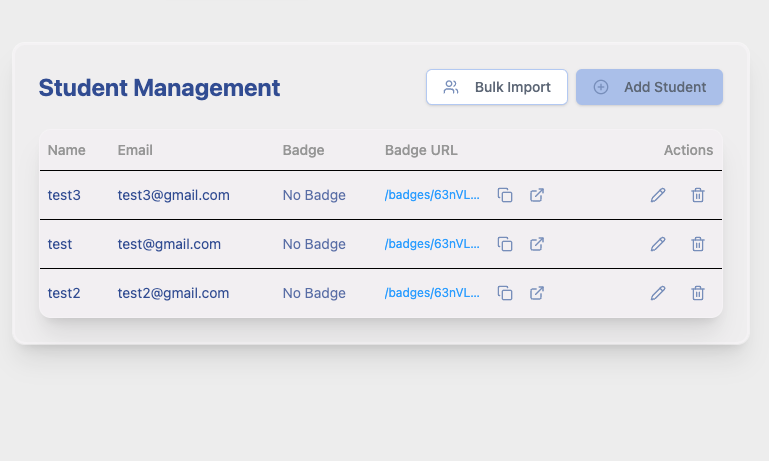 Student Management
Bulk Import
Add Student
Name Email Badge Badge URL Actions
test3 test3@gmail.com No Badge /badges/63nVL...
test test@gmail.com No Badge /badges/63nVL...
test2 test2@gmail.com No Badge /badges/63nVL...